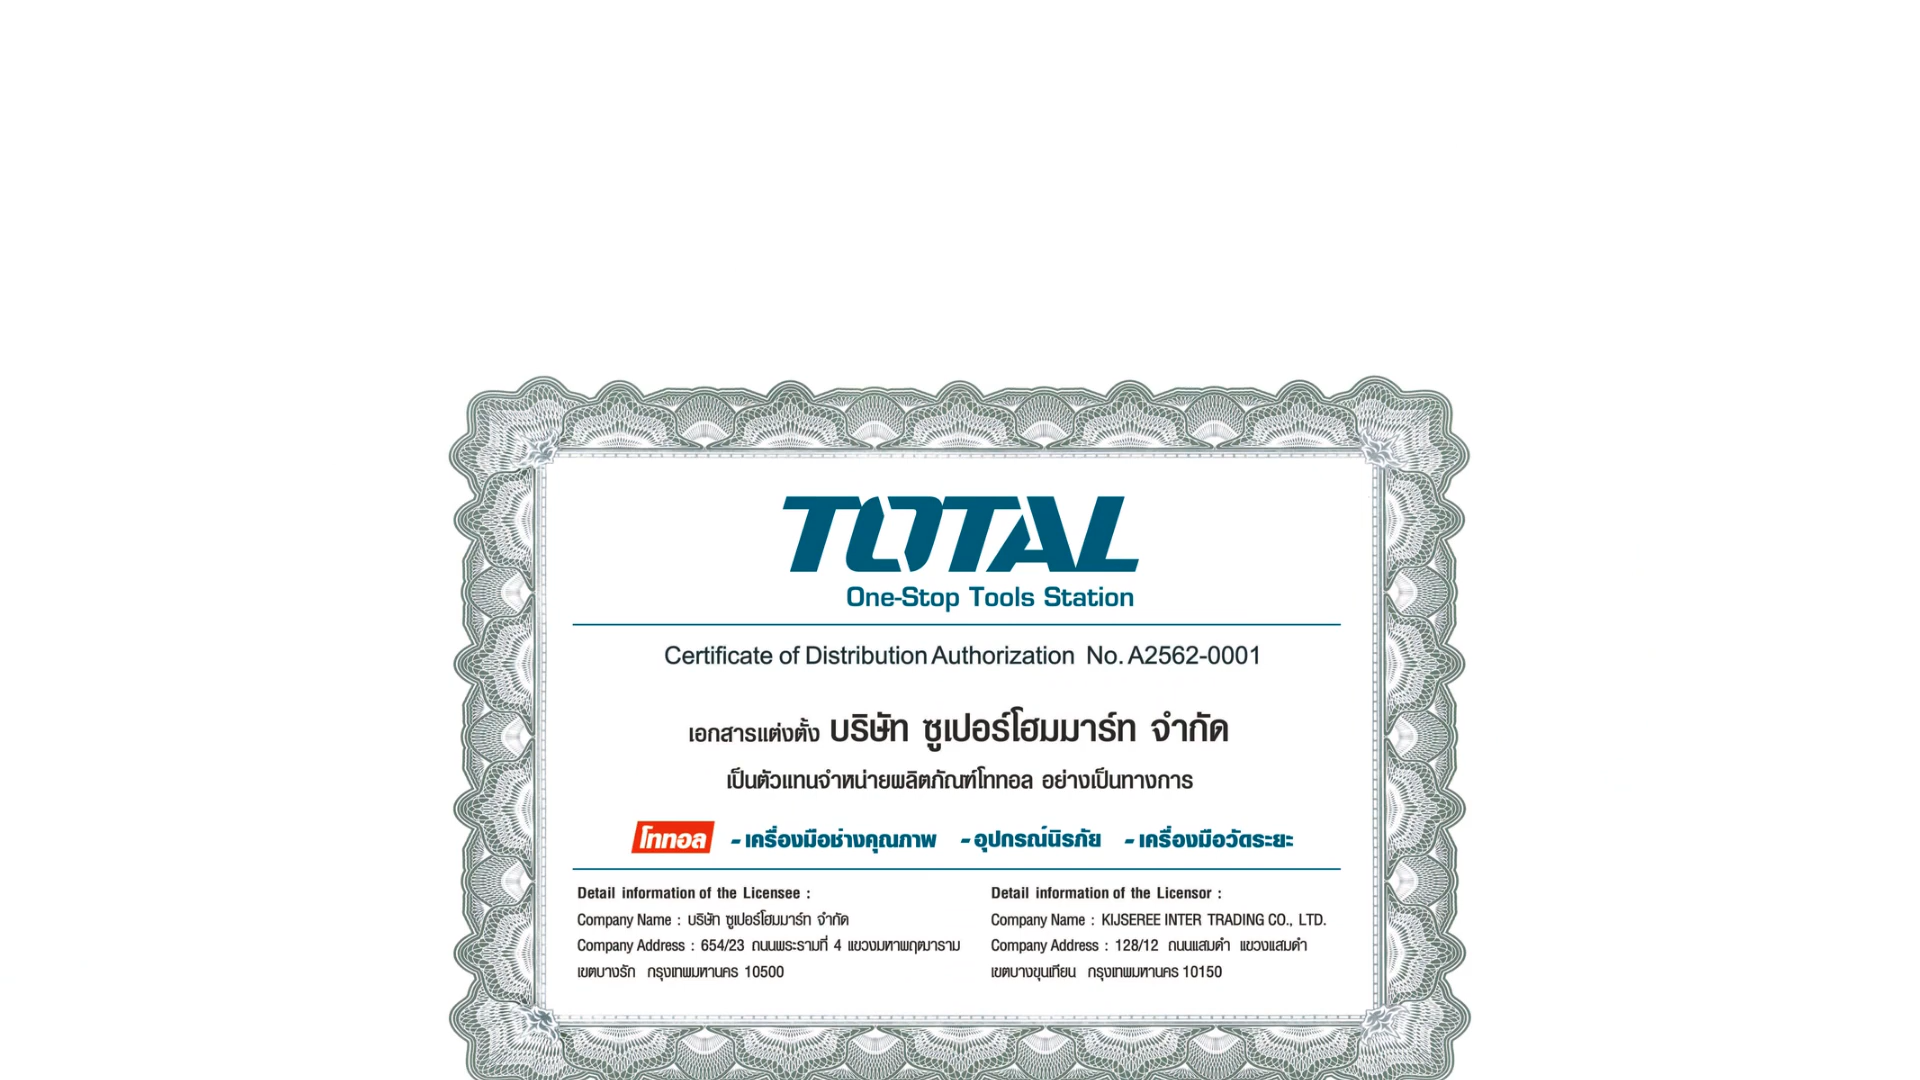 TOTAL
One-Stop Tools Station
Certificate of Distribution Authorization No. A2562-0001
เอกสารแต่งตั้ง บริษัท ซูเปอร์โฮมมาร์ท จำกัด
เป็นตัวแทนจำหน่ายผลิตภัณฑ์โททอล อย่างเป็นทางการ
โททอล - เครื่องมือช่างคุณภาพ - อุปกรณ์นิรภัย - เครื่องมือวัดระยะ
Detail information of the Licensee :
Company Name : บริษัท ซูเปอร์โฮมมาร์ท จำกัด
Company Address : 654/23 ถนนพระรามที่ 4 แขวงมหาพฤฒาราม
เขตบางรัก กรุงเทพมหานคร 10500
Detail information of the Licensor :
Company Name : KIJSEREE INTER TRADING CO., LTD.
Company Address : 128/12 ถนนแสมดำ แขวงแสมดำ
เขตบางขุนเทียน กรุงเทพมหานคร 10150